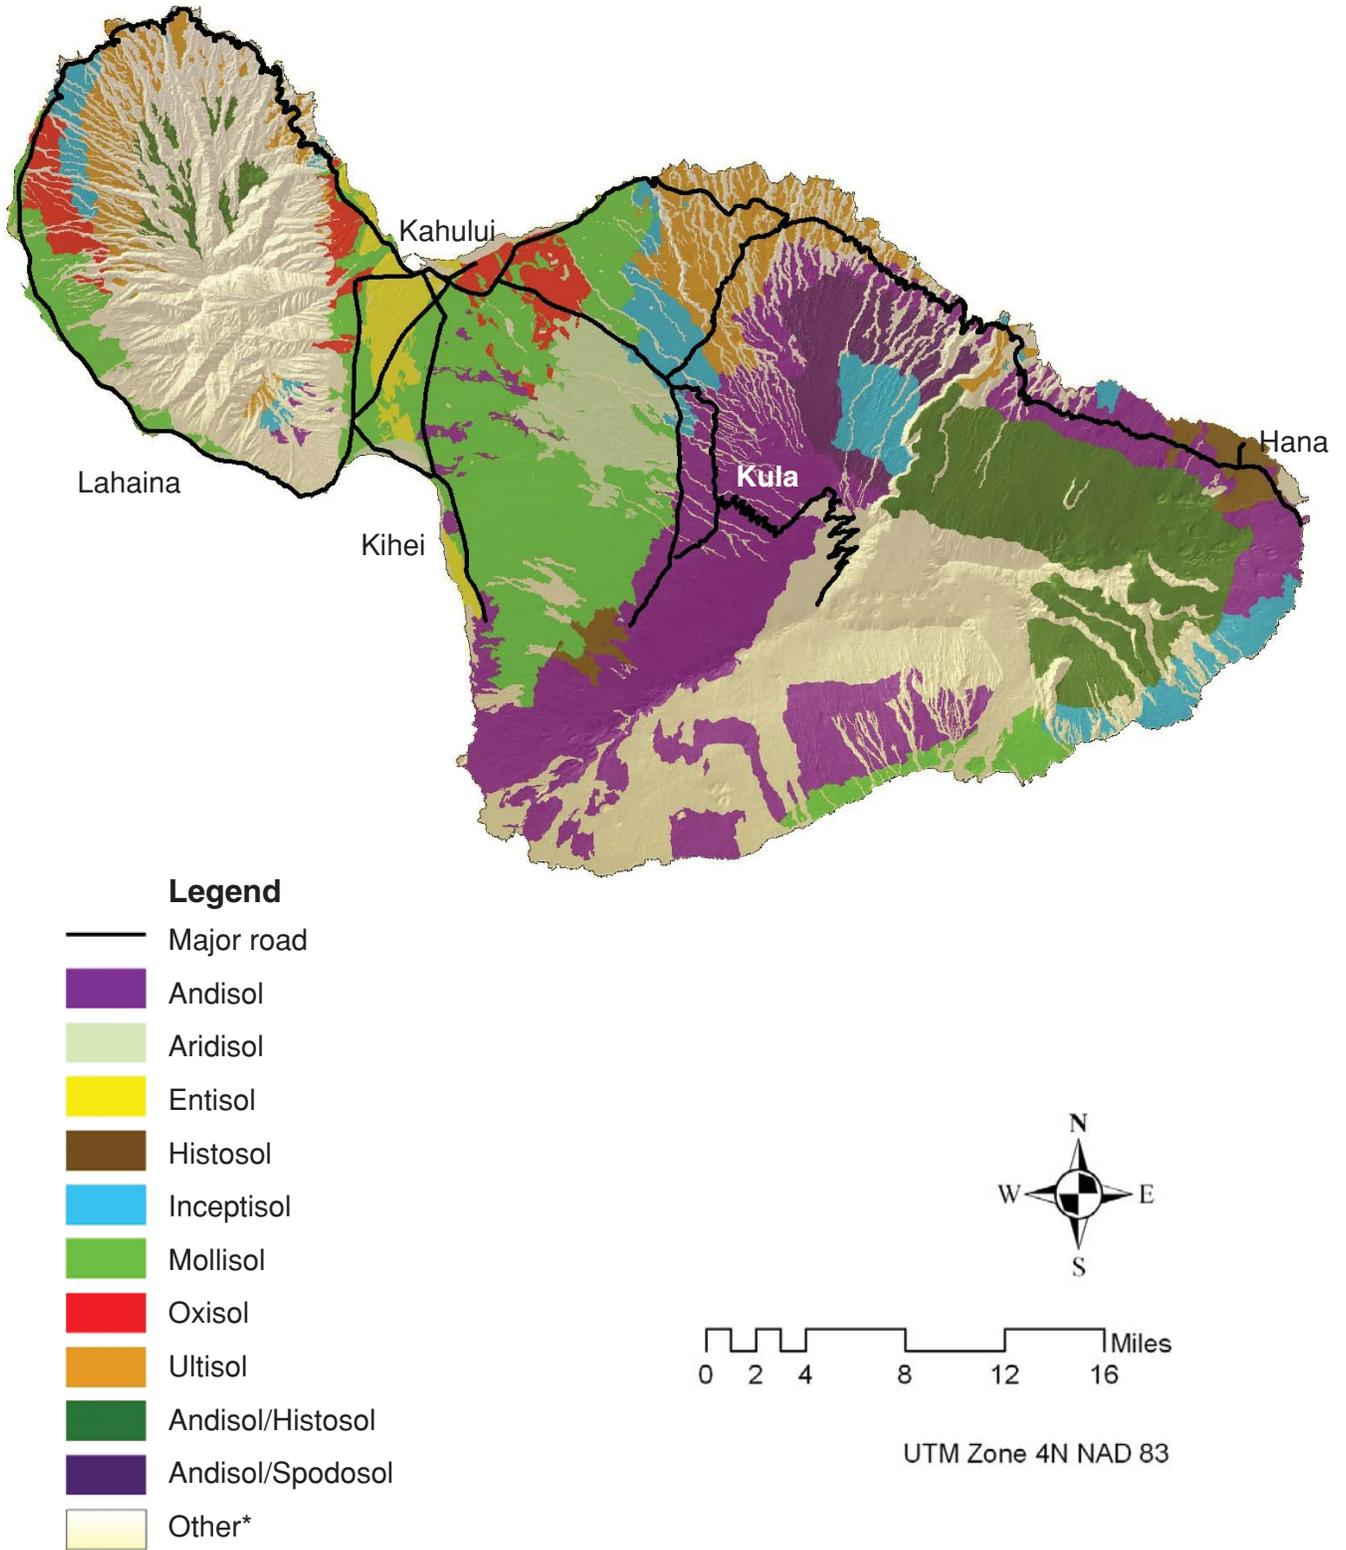 Kahului
Hana
Kula
Lahaina
Kihei
Legend
Major road
Andisol
Aridisol
Entisol
Histosol
Inceptisol
Mollisol
Oxisol
Ultisol
Andisol/Histosol
Andisol/Spodosol
Other*
N
W E
S
Miles
0 2 4 8 12 16
UTM Zone 4N NAD 83